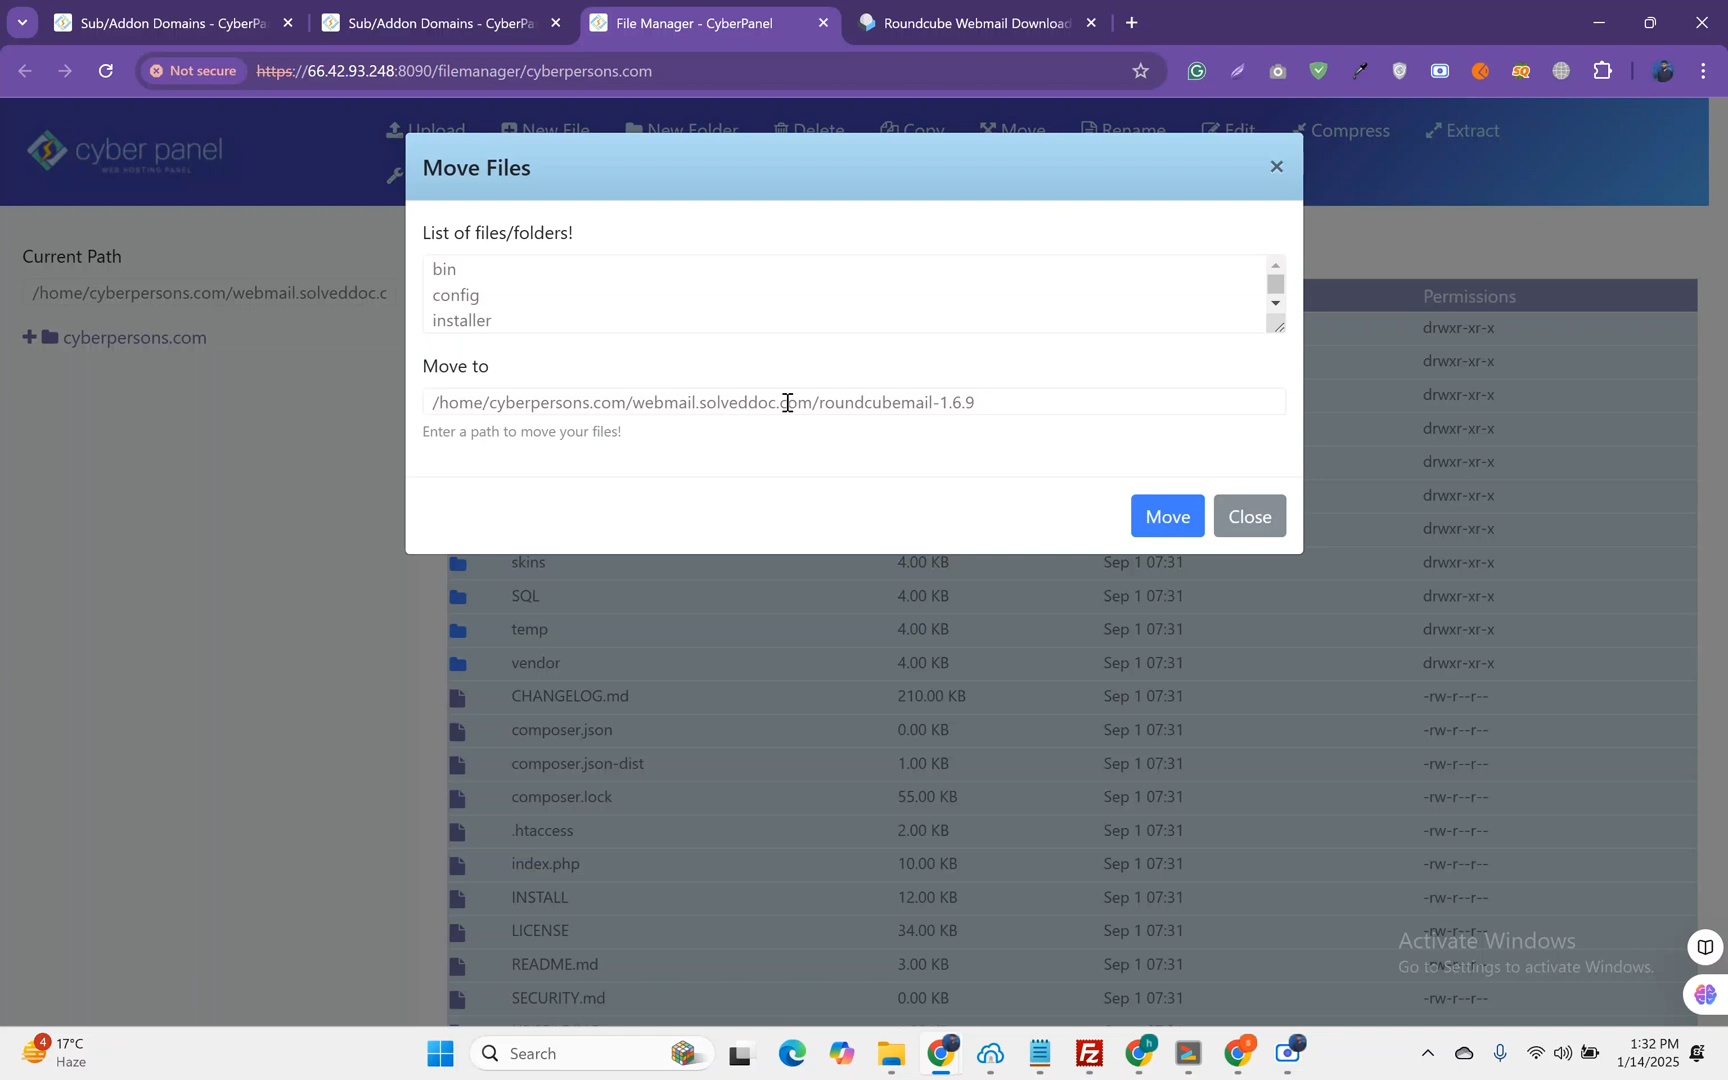 Sub/Addon Domains - CyberPa
Sub/Addon Domains - CyberPa
File Manager - CyberPanel
Roundcube Webmail Download
Not secure
https://66.42.93.248:8090/filemanager/cyberpersons.com
cyber panel
WEB HOSTING PANEL
Upload
New File
New Folder
Delete
Copy
Move
Rename
Edit
Compress
Extract
Move Files
List of files/folders!
bin
config
installer
Move to
/home/cyberpersons.com/webmail.solveddoc.com/roundcubemail-1.6.9
Enter a path to move your files!
Move
Close
Current Path
/home/cyberpersons.com/webmail.solveddoc.c
cyberpersons.com
Permissions
drwxr-xr-x
drwxr-xr-x
drwxr-xr-x
drwxr-xr-x
drwxr-xr-x
drwxr-xr-x
drwxr-xr-x
skins 4.00 KB Sep 1 07:31 drwxr-xr-x
SQL 4.00 KB Sep 1 07:31 drwxr-xr-x
temp 4.00 KB Sep 1 07:31 drwxr-xr-x
vendor 4.00 KB Sep 1 07:31 drwxr-xr-x
CHANGELOG.md 210.00 KB Sep 1 07:31 -rw-r--r--
composer.json 0.00 KB Sep 1 07:31 -rw-r--r--
composer.json-dist 1.00 KB Sep 1 07:31 -rw-r--r--
composer.lock 55.00 KB Sep 1 07:31 -rw-r--r--
.htaccess 2.00 KB Sep 1 07:31 -rw-r--r--
index.php 10.00 KB Sep 1 07:31 -rw-r--r--
INSTALL 12.00 KB Sep 1 07:31 -rw-r--r--
LICENSE 34.00 KB Sep 1 07:31 -rw-r--r--
README.md 3.00 KB Sep 1 07:31 -rw-r--r--
SECURITY.md 0.00 KB Sep 1 07:31 -rw-r--r--
Activate Windows
Go to Settings to activate Windows.
4
17°C
Haze
Search
1:32 PM
1/14/2025